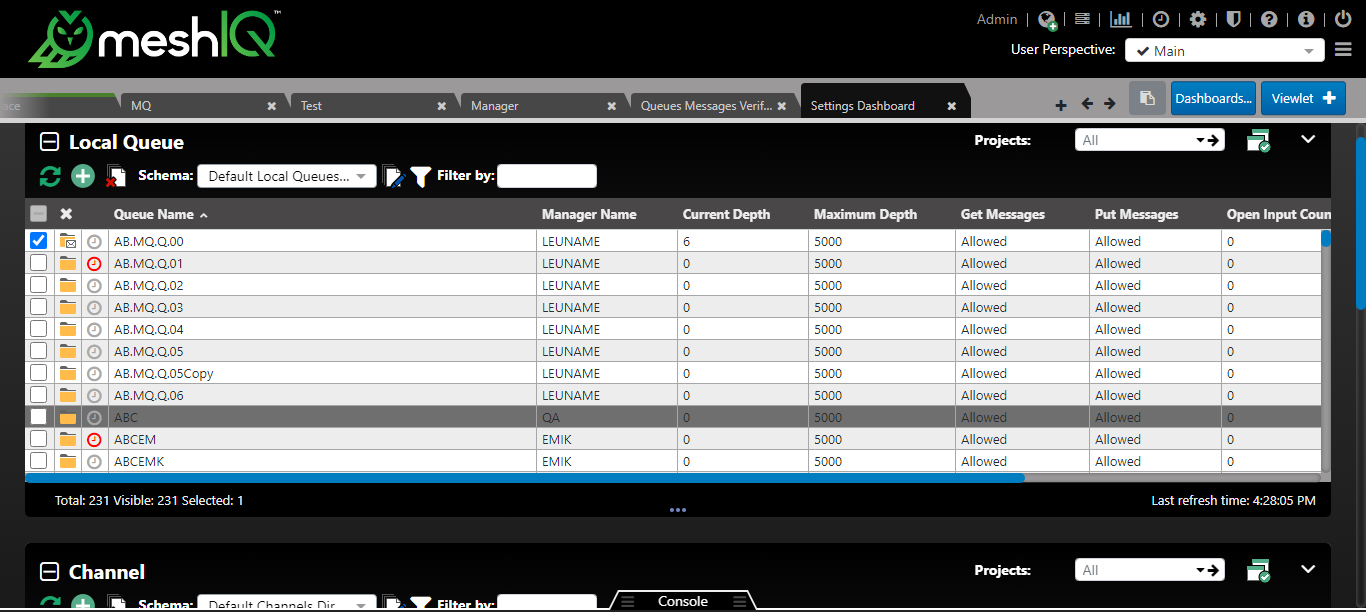 meshIQ™
Admin
User Perspective: Main
ace MQ Test Manager Queues Messages Verif... Settings Dashboard Dashboards... Viewlet
Local Queue Projects: All
Schema: Default Local Queues... Filter by:
Queue Name Manager Name Current Depth Maximum Depth Get Messages Put Messages Open Input Coun
AB.MQ.Q.00 LEUNAME 6 5000 Allowed Allowed 0
AB.MQ.Q.01 LEUNAME 0 5000 Allowed Allowed 0
AB.MQ.Q.02 LEUNAME 0 5000 Allowed Allowed 0
AB.MQ.Q.03 LEUNAME 0 5000 Allowed Allowed 0
AB.MQ.Q.04 LEUNAME 0 5000 Allowed Allowed 0
AB.MQ.Q.05 LEUNAME 0 5000 Allowed Allowed 0
AB.MQ.Q.05Copy LEUNAME 0 5000 Allowed Allowed 0
AB.MQ.Q.06 LEUNAME 0 5000 Allowed Allowed 0
ABC QA 0 5000 Allowed Allowed 0
ABCEM EMIK 0 5000 Allowed Allowed 0
ABCEMK EMIK 0 5000 Allowed Allowed 0
Total: 231 Visible: 231 Selected: 1 Last refresh time: 4:28:05 PM
Channel Projects: All
Schema: Default Channels Dir... Filter by:
Console